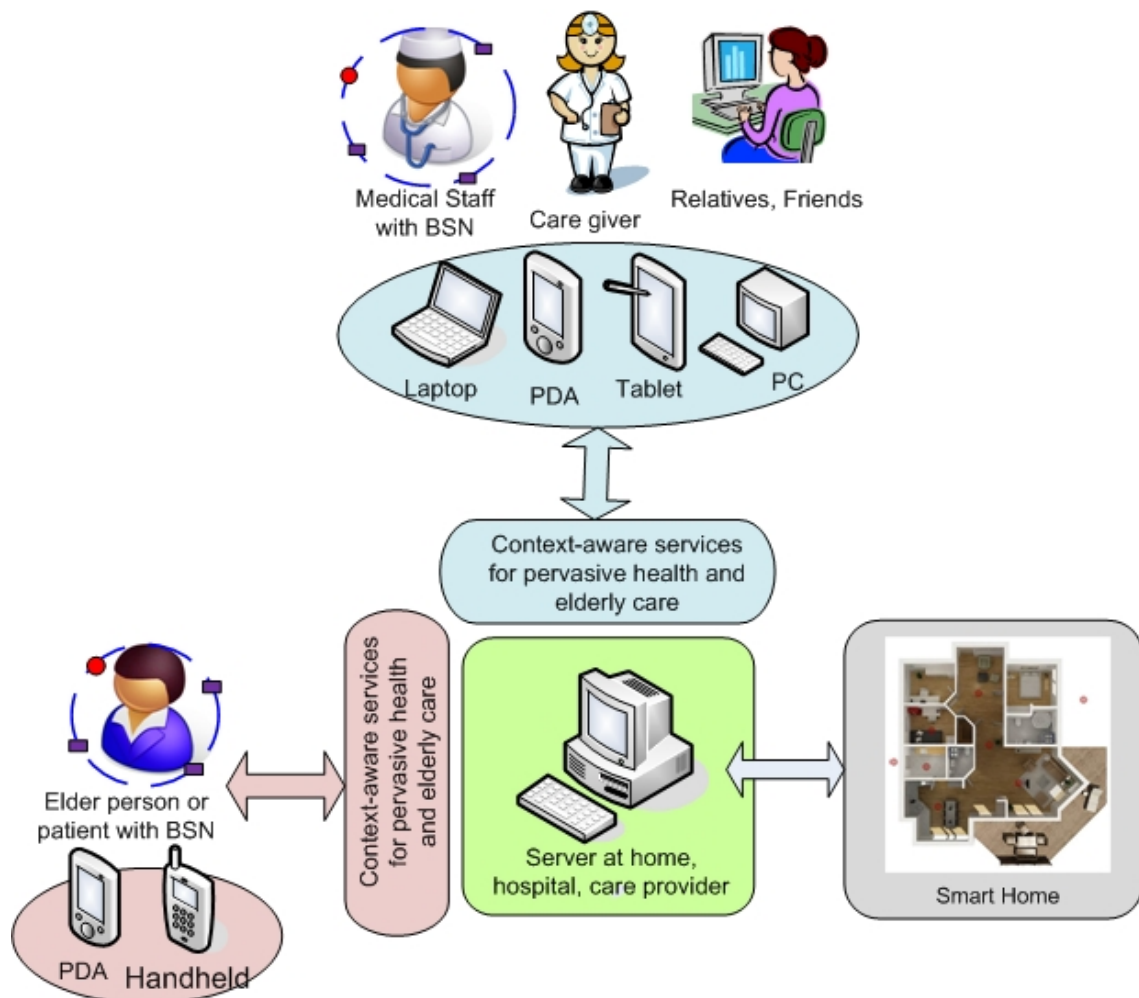 Medical Staff
with BSN
Care giver
Relatives, Friends
Laptop
PDA
Tablet
PC
Context-aware services
for pervasive health and
elderly care
Context-aware services
for pervasive health
and elderly care
Elder person or
patient with BSN
PDA
Handheld
Server at home,
hospital, care provider
Smart Home